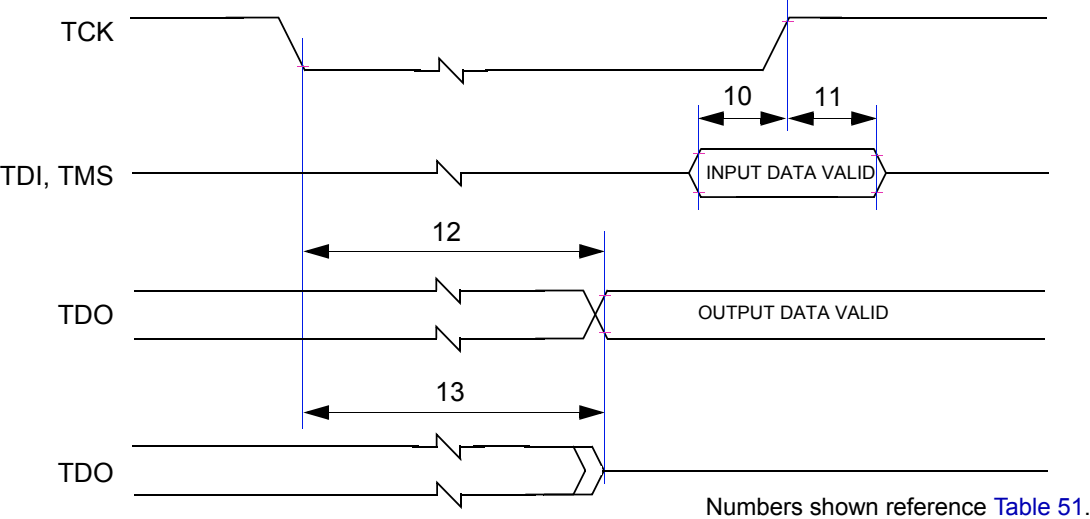 TCK
10 11
TDI, TMS
INPUT DATA VALID
12
TDO
OUTPUT DATA VALID
13
TDO
Numbers shown reference Table 51.